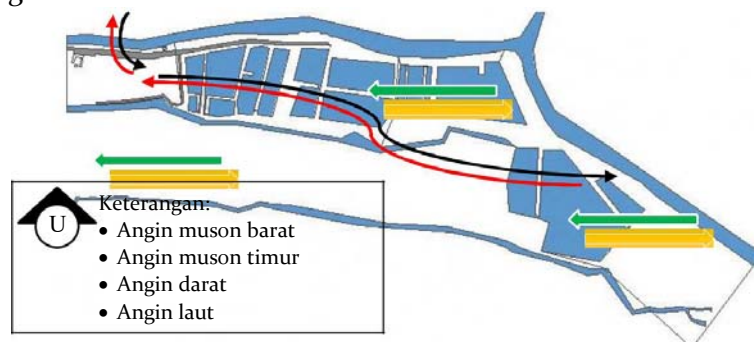 U
Keterangan:
• Angin muson barat
• Angin muson timur
• Angin darat
• Angin laut